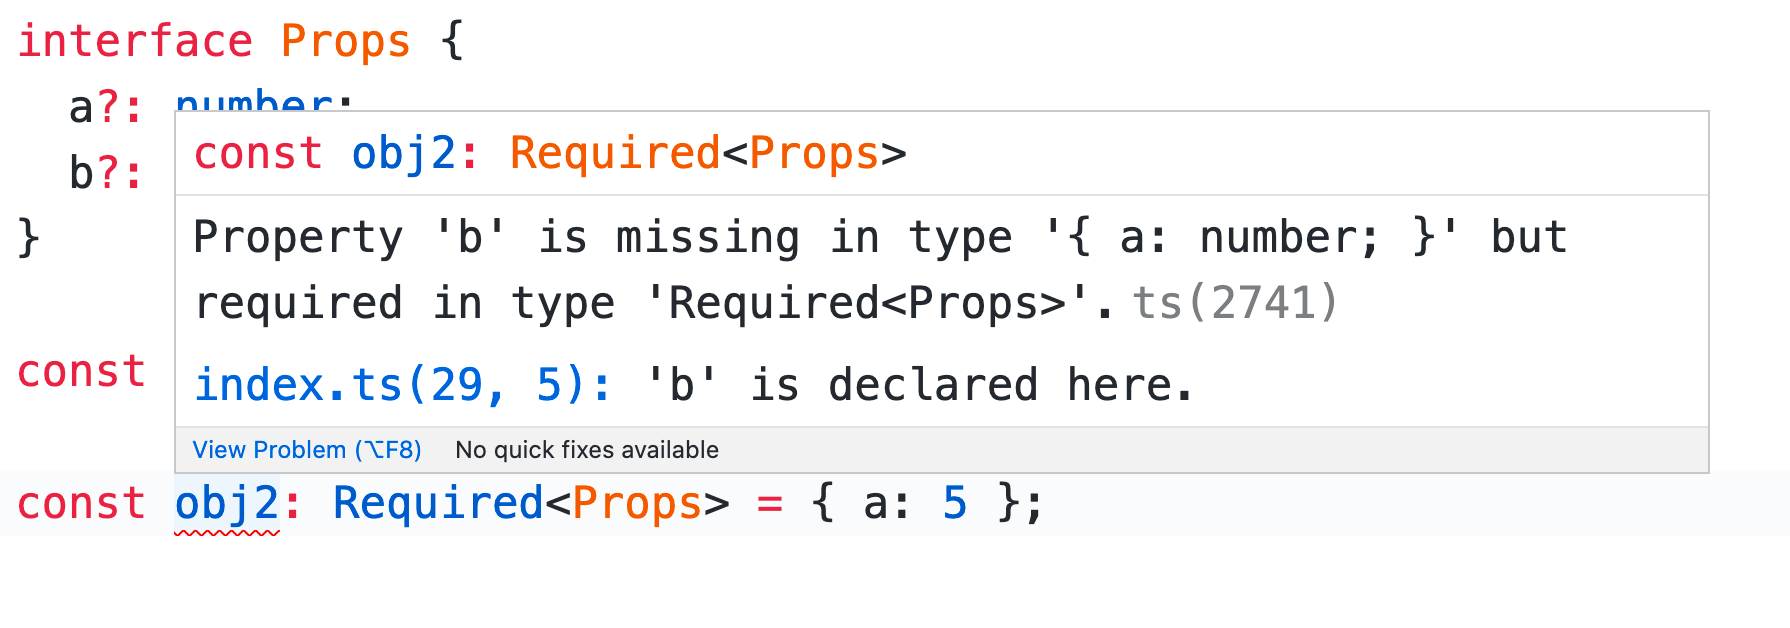 interface Props {
a?: number;
b?:
}
const obj2: Required<Props>
Property 'b' is missing in type '{ a: number; }' but
required in type 'Required<Props>'. ts(2741)
index.ts(29, 5): 'b' is declared here.
View Problem (⌥F8) No quick fixes available
const
const obj2: Required<Props> = { a: 5 };